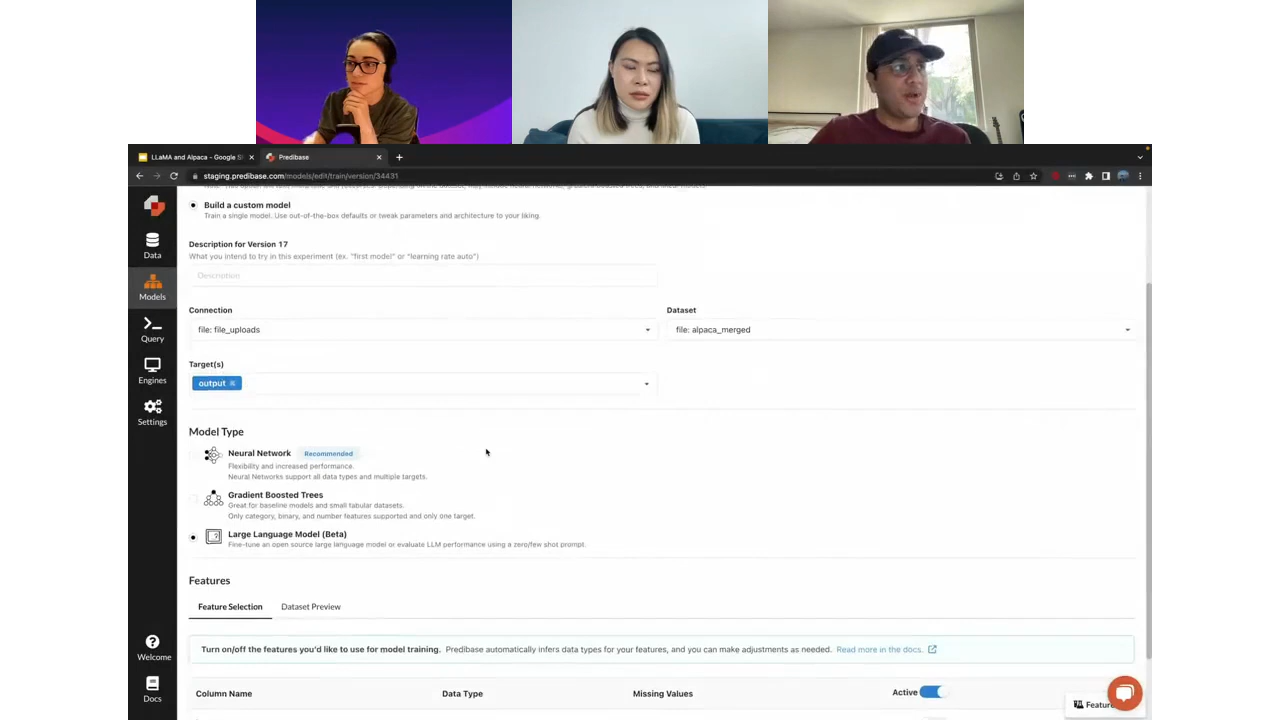 LLaMA and Alpaca - Google Sl
Predibase
staging.predibase.com/models/edit/train/version/34431
Build a custom model
Train a single model. Use out-of-the-box defaults or tweak parameters and architecture to your liking.
Data
Models
Query
Engines
Settings
Welcome
Docs
Description for Version 17
What you intend to try in this experiment (ex. "first model" or "learning rate auto")
Description
Connection
Dataset
file: file_uploads
file: alpaca_merged
Target(s)
output
Model Type
Neural Network Recommended
Flexibility and increased performance.
Neural Networks support all data types and multiple targets.
Gradient Boosted Trees
Great for baseline models and small tabular datasets.
Only category, binary, and number features supported and only one target.
Large Language Model (Beta)
Fine-tune an open source large language model or evaluate LLM performance using a zero/few shot prompt.
Features
Feature Selection Dataset Preview
Turn on/off the features you'd like to use for model training. Predibase automatically infers data types for your features, and you can make adjustments as needed. Read more in the docs.
Column Name Data Type Missing Values Active
Featur